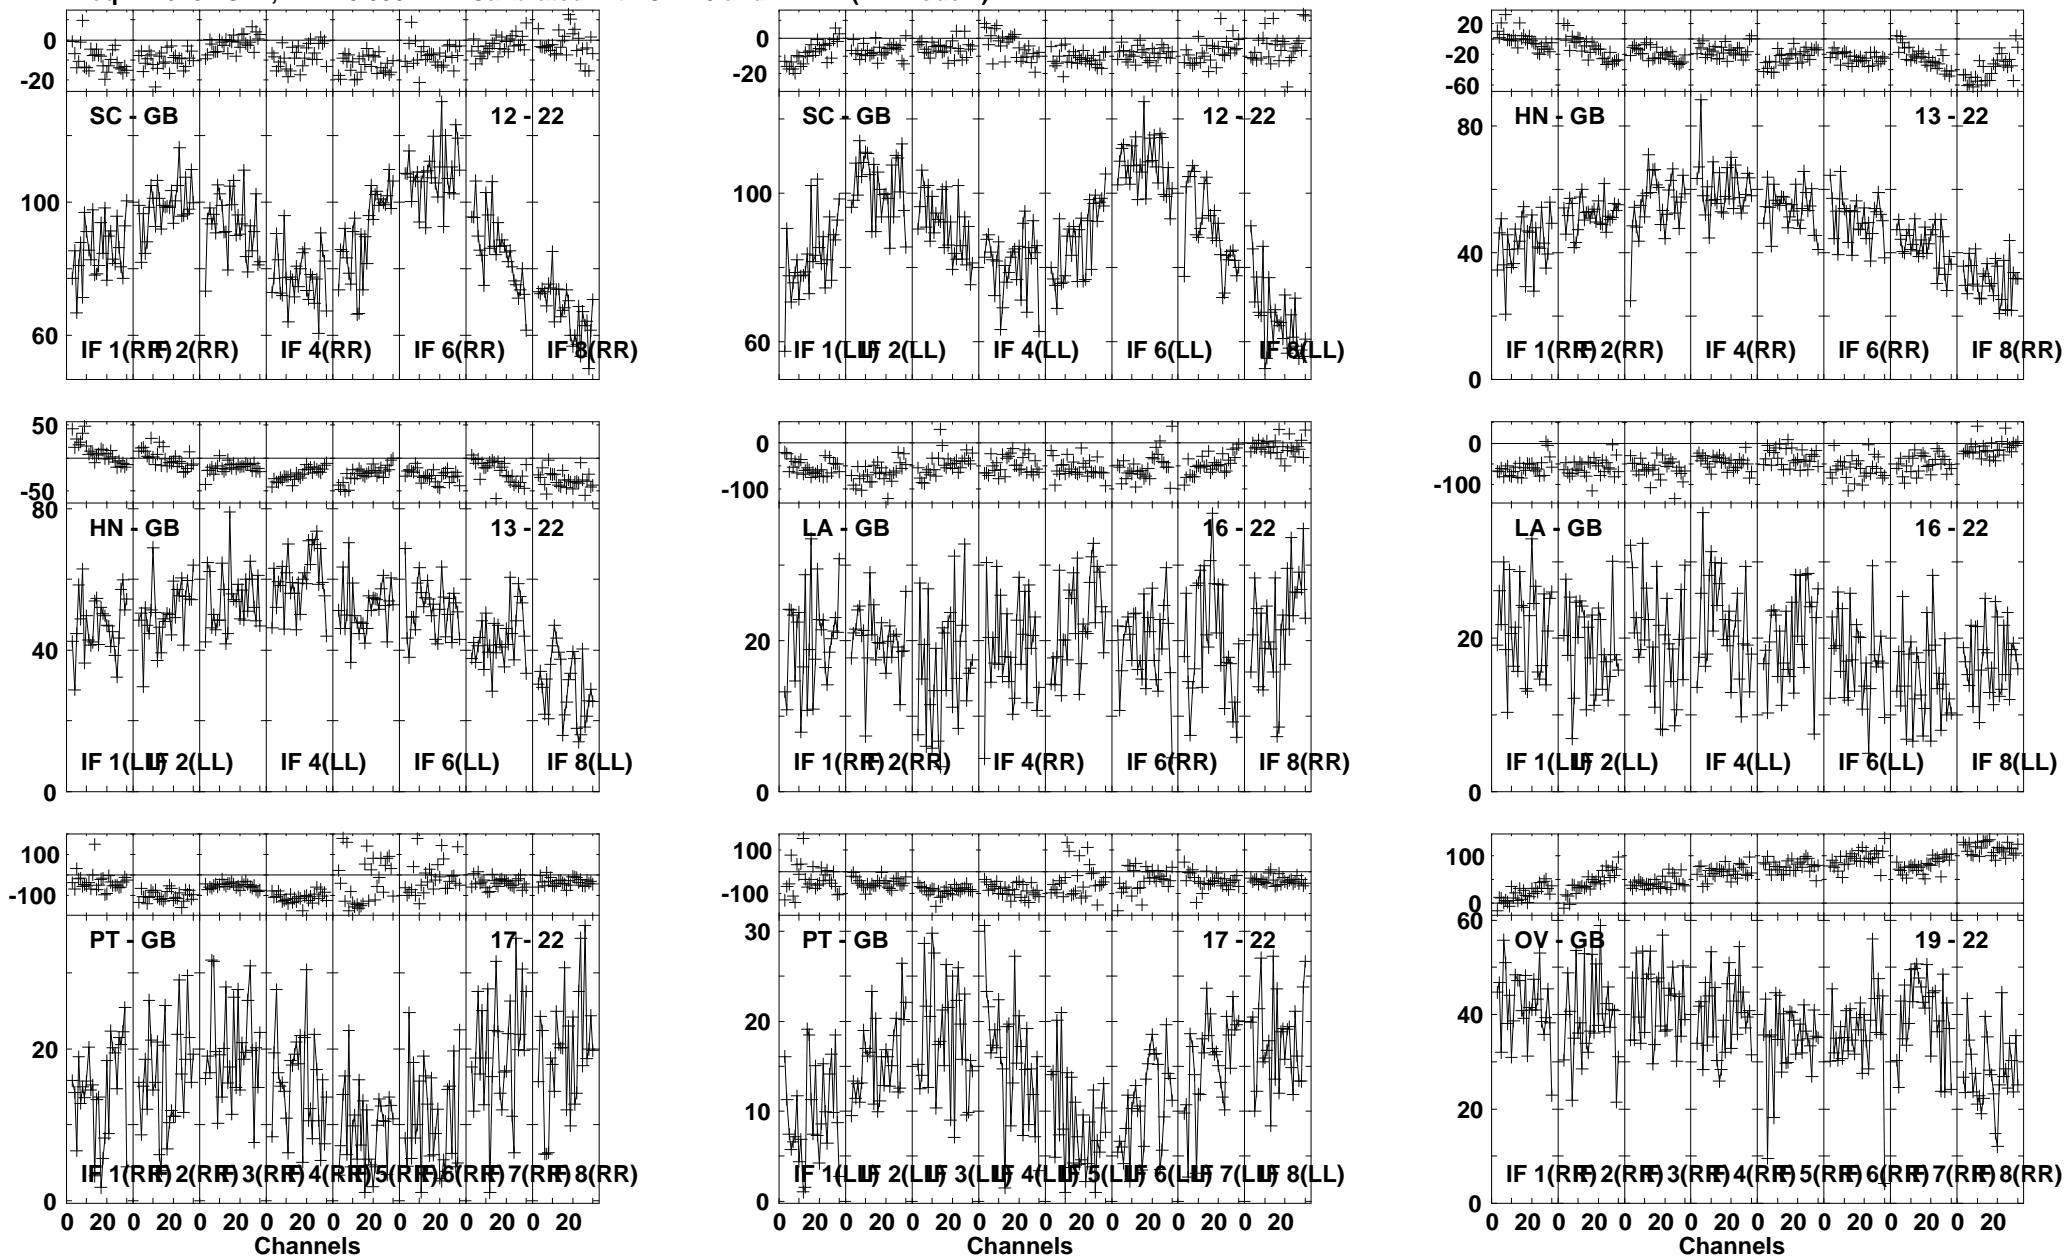 0
-20
SC - GB 12 - 22
100
60
IF 1(RR) IF 2(RR) IF 4(RR) IF 6(RR) IF 8(RR)
0
-20
SC - GB 12 - 22
100
60
IF 1(LL) IF 2(LL) IF 4(LL) IF 6(LL) IF 8(LL)
20
-20
-60
HN - GB 13 - 22
80
40
0
IF 1(RR) IF 2(RR) IF 4(RR) IF 6(RR) IF 8(RR)
50
-50
80
HN - GB 13 - 22
40
0
IF 1(LL) IF 2(LL) IF 4(LL) IF 6(LL) IF 8(LL)
0
-100
LA - GB 16 - 22
20
0
IF 1(RR) IF 2(RR) IF 4(RR) IF 6(RR) IF 8(RR)
0
-100
LA - GB 16 - 22
20
0
IF 1(LL) IF 2(LL) IF 4(LL) IF 6(LL) IF 8(LL)
100
-100
PT - GB 17 - 22
20
0
IF 1(RR) IF 2(RR) IF 3(RR) IF 4(RR) IF 5(RR) IF 6(RR) IF 7(RR) IF 8(RR)
0 20 0 20 0 20 0 20 0 20 0 20 0 20 0 20
Channels
100
-100
PT - GB 17 - 22
30
20
10
0
IF 1(LL) IF 2(LL) IF 3(LL) IF 4(LL) IF 5(LL) IF 6(LL) IF 7(LL) IF 8(LL)
0 20 0 20 0 20 0 20 0 20 0 20 0 20 0 20
Channels
100
0
60
OV - GB 19 - 22
40
20
0
IF 1(RR) IF 2(RR) IF 3(RR) IF 4(RR) IF 5(RR) IF 6(RR) IF 7(RR) IF 8(RR)
0 20 0 20 0 20 0 20 0 20 0 20 0 20 0 20
Channels